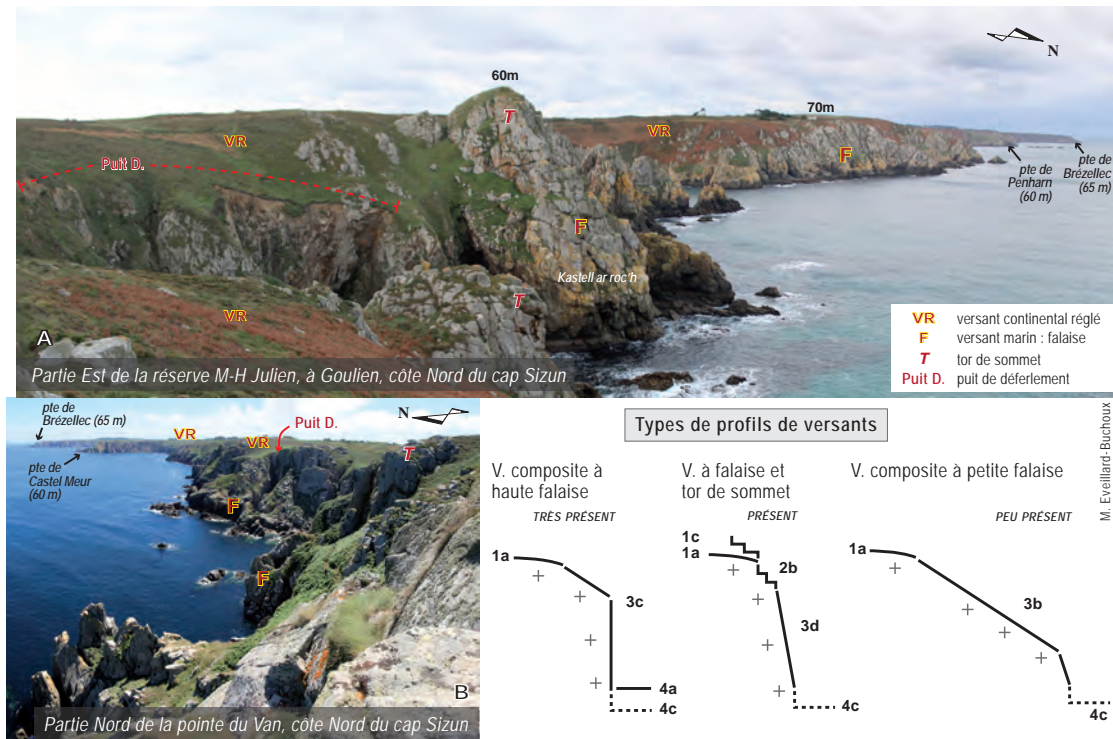 N
60m
T
70m
VR
VR
Puit D.
F
pte de
Penharn
(60 m)
pte de
Brézellec
(65 m)
F
Kastell ar roc'h
T
VR
A
VR versant continental réglé
F versant marin : falaise
T tor de sommet
Puit D. puit de déferlement
Partie Est de la réserve M-H Julien, à Goulien, côte Nord du cap Sizun
M. Eveillard-Buchoux
pte de
Brézellec (65 m)
N
VR
VR
Puit D.
T
pte de
Castel Meur
(60 m)
F
F
B
Partie Nord de la pointe du Van, côte Nord du cap Sizun
Types de profils de versants
V. composite à
haute falaise
TRÈS PRÉSENT
1a
3c
4a
4c
V. à falaise et
tor de sommet
PRÉSENT
1c
1a
2b
3d
4c
V. composite à petite falaise
PEU PRÉSENT
1a
3b
4c